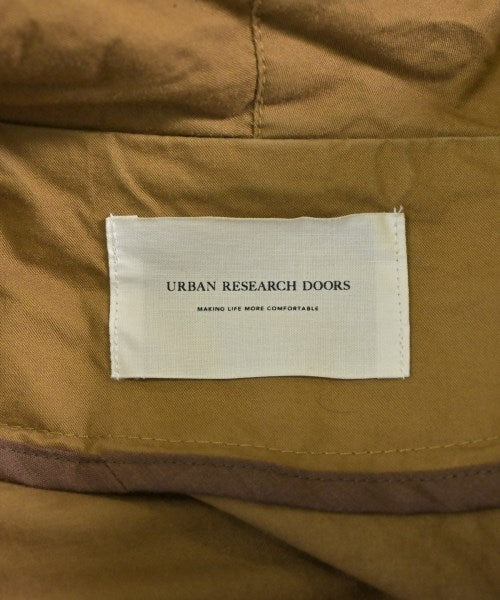 URBAN RESEARCH DOORS
MAKING LIFE MORE COMFORTABLE